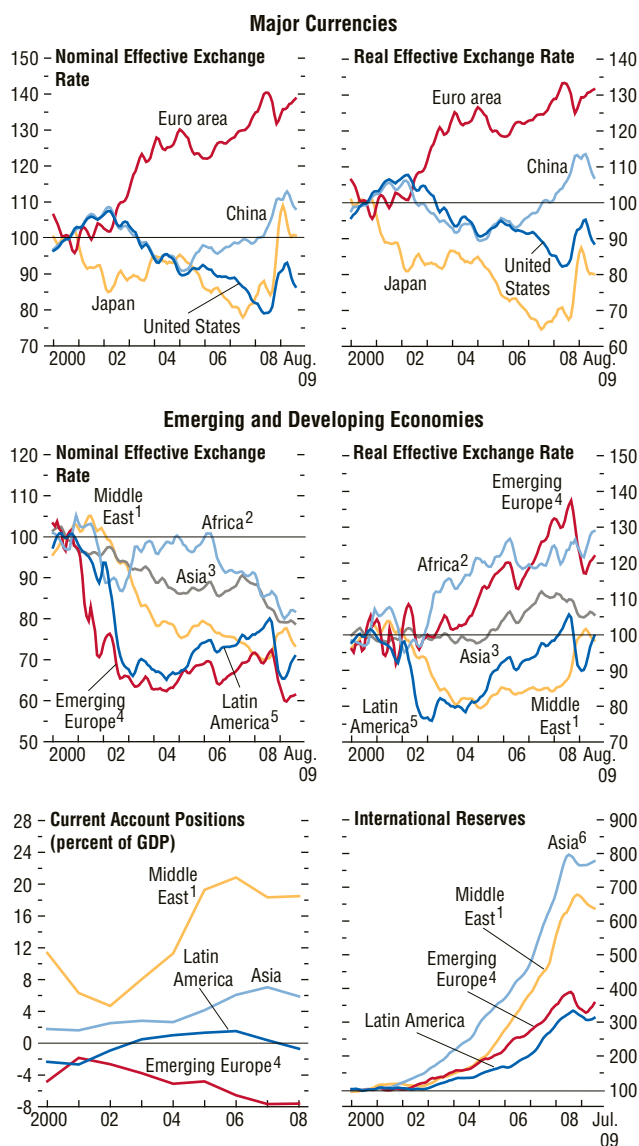 Major Currencies
Nominal Effective Exchange
Rate
150
140
130
120
110
100
90
80
70
Euro area
China
Japan
United States
2000 02 04 06 08 Aug.
09
Real Effective Exchange Rate
140
130
120
110
100
90
80
70
60
Euro area
China
United
States
Japan
2000 02 04 06 08 Aug.
09
Emerging and Developing Economies
Nominal Effective Exchange
Rate
120
115
110
105
100
95
90
85
80
75
70
65
60
55
50
Middle
East1
Africa2
Asia3
Emerging
Europe4
Latin
America5
2000 02 04 06 08 Aug.
09
Real Effective Exchange Rate
150
140
130
120
110
100
90
80
70
Emerging
Europe4
Africa2
Asia3
Latin
America5
Middle
East1
2000 02 04 06 08 Aug.
09
Current Account Positions
(percent of GDP)
28
24
20
16
12
8
4
0
-4
-8
Middle
East1
Latin
America
Asia
Emerging Europe4
2000 02 04 06 08
International Reserves
900
800
700
600
500
400
300
200
100
Asia6
Middle
East1
Emerging
Europe4
Latin America
2000 02 04 06 08 Jul.
09